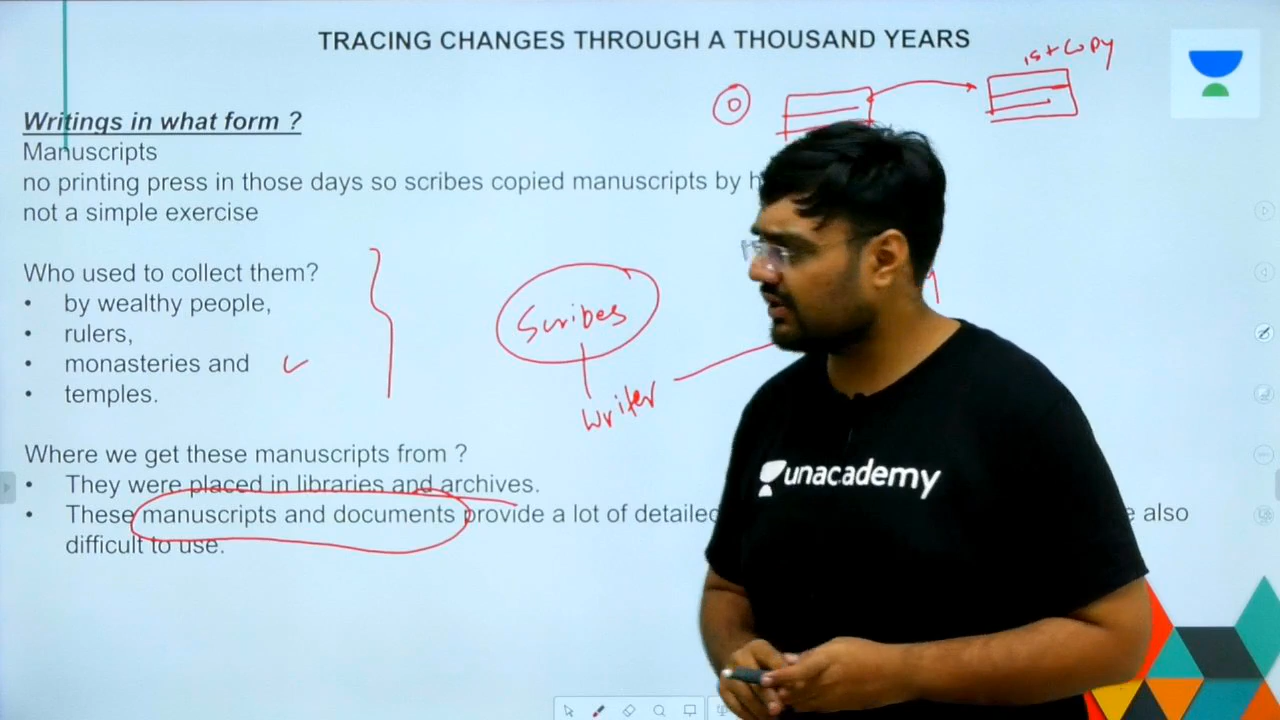 TRACING CHANGES THROUGH A THOUSAND YEARS
1st Copy
Writings in what form ?
Manuscripts
no printing press in those days so scribes copied manuscripts by
not a simple exercise
Who used to collect them?
• by wealthy people,
• rulers,
• monasteries and
• temples.
Scribes
Writer
Where we get these manuscripts from ?
• They were placed in libraries and archives.
• These manuscripts and documents provide a lot of detailed also
difficult to use.
unacademy